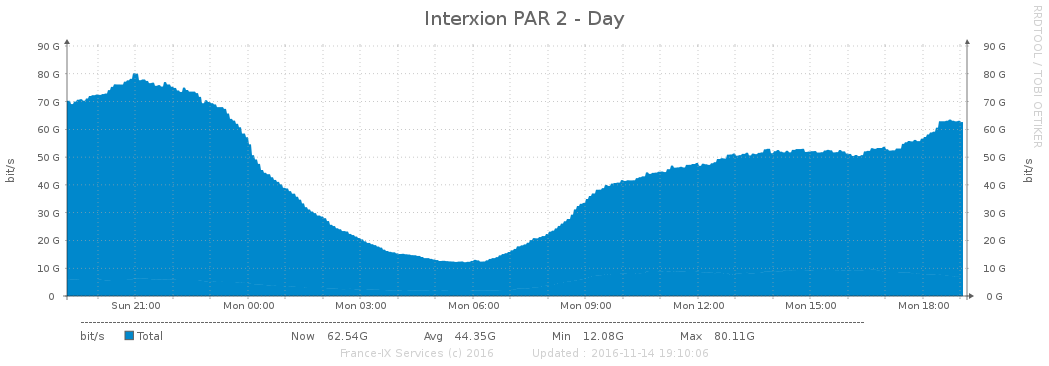 Interxion PAR 2 - Day
RRDTOOL / TOBI OETIKER
bit/s
90 G 90 G
80 G 80 G
70 G 70 G
60 G 60 G
50 G 50 G
40 G 40 G
30 G 30 G
20 G 20 G
10 G 10 G
0 0 G
bit/s
Sun 21:00 Mon 00:00 Mon 03:00 Mon 06:00 Mon 09:00 Mon 12:00 Mon 15:00 Mon 18:00
bit/s Total Now 62.54G Avg 44.35G Min 12.08G Max 80.11G
France-IX Services (c) 2016 Updated : 2016-11-14 19:10:06